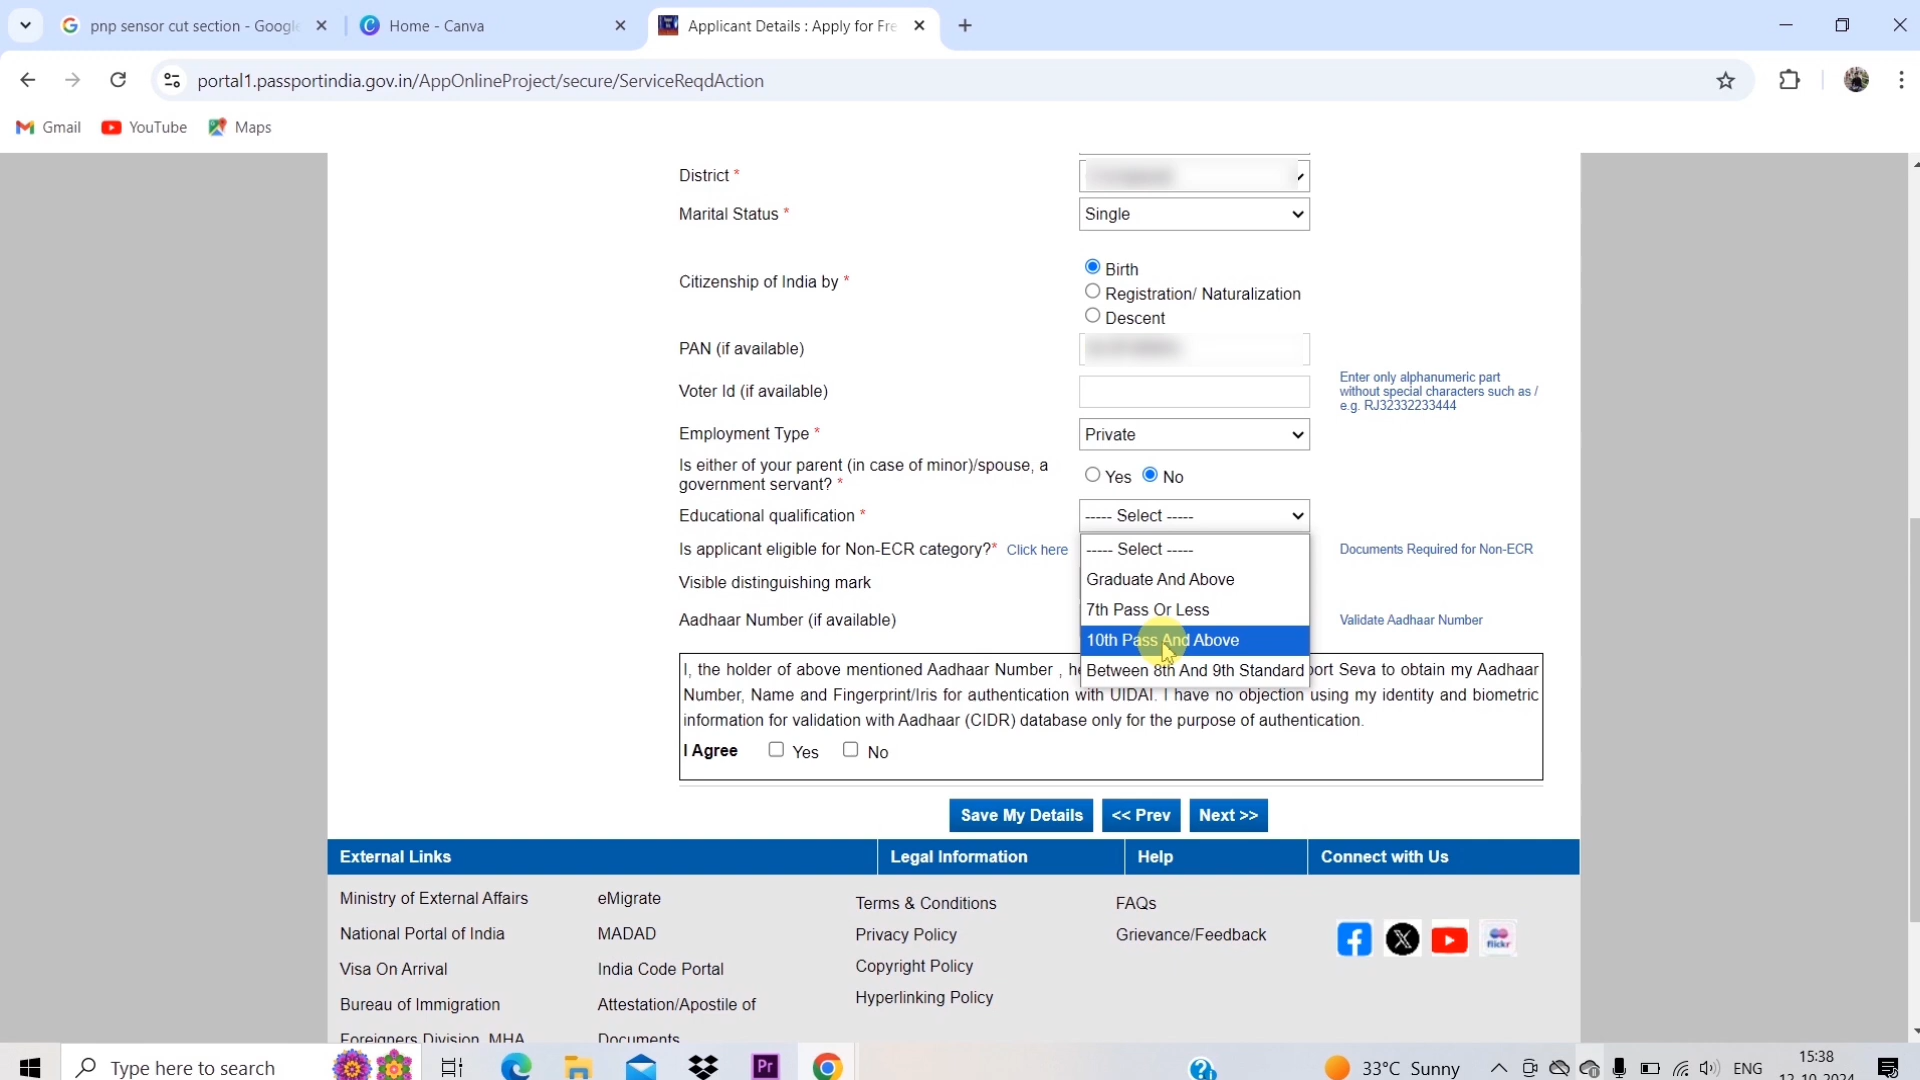 pnp sensor cut section - Google
Home - Canva
Applicant Details : Apply for Fre
portal1.passportindia.gov.in/AppOnlineProject/secure/ServiceReqdAction
Gmail
YouTube
Maps
District *
Marital Status *
Single
Citizenship of India by *
Birth
Registration/ Naturalization
Descent
PAN (if available)
Voter Id (if available)
Enter only alphanumeric part
without special characters such as /
e.g. RJ32332233444
Employment Type *
Private
Is either of your parent (in case of minor)/spouse, a
government servant? *
Yes No
Educational qualification *
----- Select -----
Is applicant eligible for Non-ECR category?* Click here
----- Select -----
Documents Required for Non-ECR
Graduate And Above
Visible distinguishing mark
7th Pass Or Less
Aadhaar Number (if available)
Validate Aadhaar Number
10th Pass And Above
Between 8th And 9th Standard
I, the holder of above mentioned Aadhaar Number , port Seva to obtain my Aadhaar
Number, Name and Fingerprint/Iris for authentication with UIDAI. I have no objection using my identity and biometric
information for validation with Aadhaar (CIDR) database only for the purpose of authentication.
I Agree Yes No
Save My Details << Prev Next >>
External Links
Legal Information
Help
Connect with Us
Ministry of External Affairs
National Portal of India
Visa On Arrival
Bureau of Immigration
Foreigners Division, MHA
eMigrate
MADAD
India Code Portal
Attestation/Apostile of
Documents
Terms & Conditions
Privacy Policy
Copyright Policy
Hyperlinking Policy
FAQs
Grievance/Feedback
flickr
Type here to search
Pr
33°C Sunny
ENG
15:38
12-10-2024